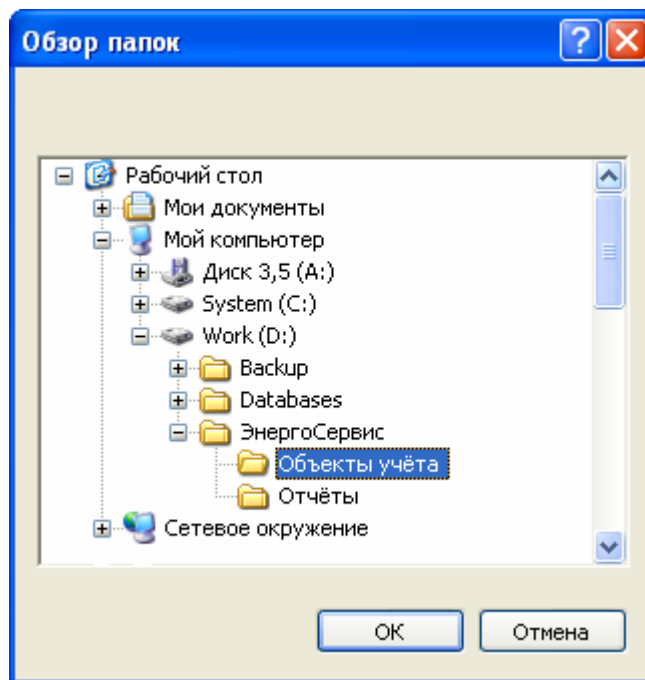 Обзор папок
Рабочий стол
Мои документы
Мой компьютер
Диск 3,5 (A:)
System (C:)
Work (D:)
Backup
Databases
ЭнергоСервис
Объекты учёта
Отчёты
Сетевое окружение
ОК Отмена